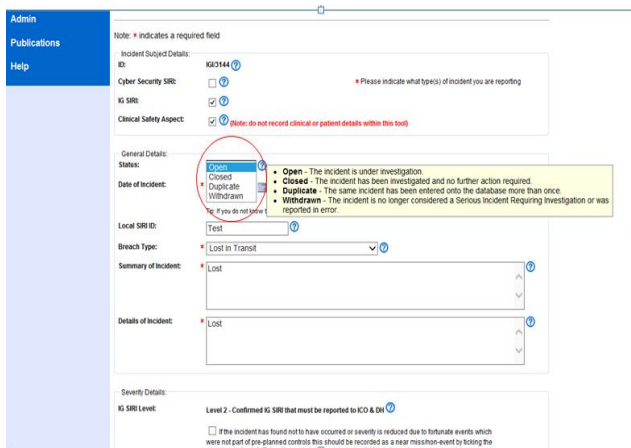 Admin
Publications
Help
Note: * indicates a required field
Incident Subject Details:
ID: IGI/3144
Cyber Security SIRI: * Please indicate what type(s) of incident you are reporting
IG SIRI:
Clinical Safety Aspect: (Note: do not record clinical or patient details within this tool)
General Details:
Status: Open
Closed
Duplicate
Withdrawn
Open - The incident is under investigation.
Closed - The incident has been investigated and no further action required.
Duplicate - The same incident has been entered onto the database more than once.
Withdrawn - The incident is no longer considered a Serious Incident Requiring Investigation or was
reported in error.
Date of Incident: *
Tip: If you do not know
Local SIRI ID: Test
Breach Type: * Lost In Transit
Summary of Incident: * Lost
Details of Incident: * Lost
Severity Details:
IG SIRI Level: Level 2 - Confirmed IG SIRI that must be reported to ICO & DH
If the incident has found not to have occurred or severity is reduced due to fortunate events which
were not part of pre-planned controls this should be recorded as a near miss/non-event by ticking the